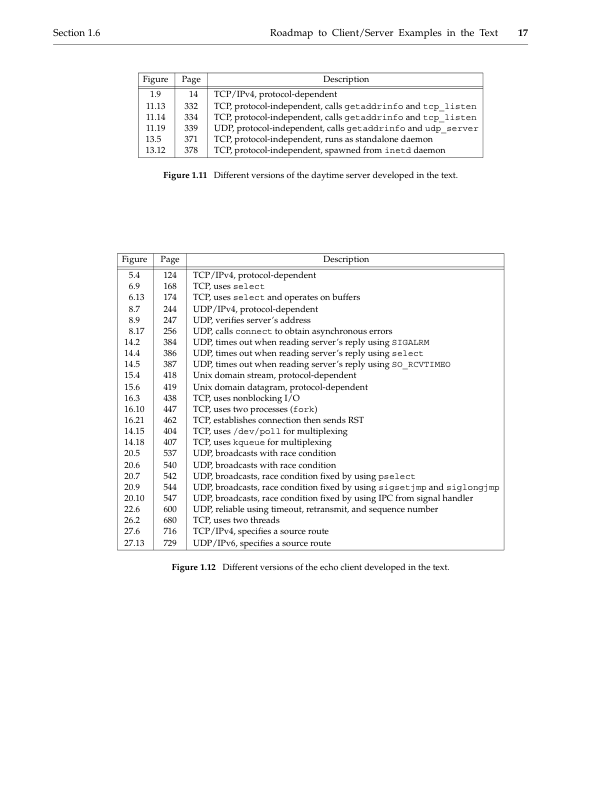 Section 1.6 Roadmap to Client/Server Examples in the Text 17
Figure Page Description
1.9 14 TCP/IPv4, protocol-dependent
11.13 332 TCP, protocol-independent, calls getaddrinfo and tcp_listen
11.14 334 TCP, protocol-independent, calls getaddrinfo and tcp_listen
11.19 339 UDP, protocol-independent, calls getaddrinfo and udp_server
13.5 371 TCP, protocol-independent, runs as standalone daemon
13.12 378 TCP, protocol-independent, spawned from inetd daemon
Figure 1.11 Different versions of the daytime server developed in the text.
Figure Page Description
5.4 124 TCP/IPv4, protocol-dependent
6.9 168 TCP, uses select
6.13 174 TCP, uses select and operates on buffers
8.7 244 UDP/IPv4, protocol-dependent
8.9 247 UDP, verifies server's address
8.17 256 UDP, calls connect to obtain asynchronous errors
14.2 384 UDP, times out when reading server's reply using SIGALRM
14.4 386 UDP, times out when reading server's reply using select
14.5 387 UDP, times out when reading server's reply using SO_RCVTIMEO
15.4 418 Unix domain stream, protocol-dependent
15.6 419 Unix domain datagram, protocol-dependent
16.3 438 TCP, uses nonblocking I/O
16.10 447 TCP, uses two processes (fork)
16.21 462 TCP, establishes connection then sends RST
14.15 404 TCP, uses /dev/poll for multiplexing
14.18 407 TCP, uses kqueue for multiplexing
20.5 537 UDP, broadcasts with race condition
20.6 540 UDP, broadcasts with race condition
20.7 542 UDP, broadcasts, race condition fixed by using pselect
20.9 544 UDP, broadcasts, race condition fixed by using sigsetjmp and siglongjmp
20.10 547 UDP, broadcasts, race condition fixed by using IPC from signal handler
22.6 600 UDP, reliable using timeout, retransmit, and sequence number
26.2 680 TCP, uses two threads
27.6 716 TCP/IPv4, specifies a source route
27.13 729 UDP/IPv6, specifies a source route
Figure 1.12 Different versions of the echo client developed in the text.